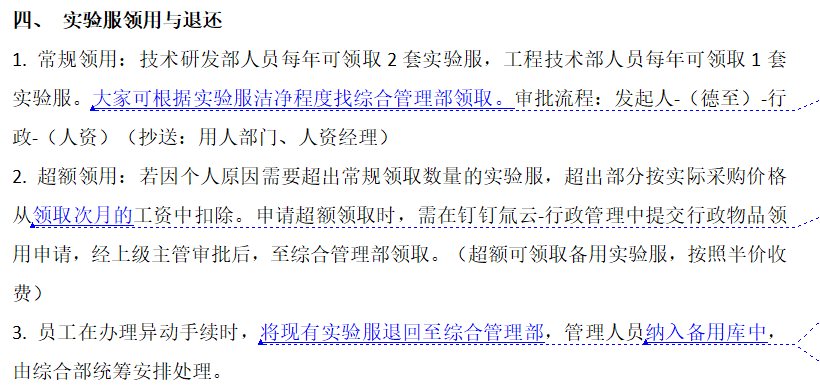 四、 实验服领用与退还
1. 常规领用：技术研发部人员每年可领取 2 套实验服，工程技术部人员每年可领取 1 套
实验服。大家可根据实验服洁净程度找综合管理部领取。审批流程：发起人-（德至）-行
政-（人资）（抄送：用人部门、人资经理）
2. 超额领用：若因个人原因需要超出常规领取数量的实验服，超出部分按实际采购价格
从领取次月的工资中扣除。申请超额领取时，需在钉钉氚云-行政管理中提交行政物品领
用申请，经上级主管审批后，至综合管理部领取。（超额可领取备用实验服，按照半价收
费）
3. 员工在办理异动手续时，将现有实验服退回至综合管理部，管理人员纳入备用库中，
由综合部统筹安排处理。